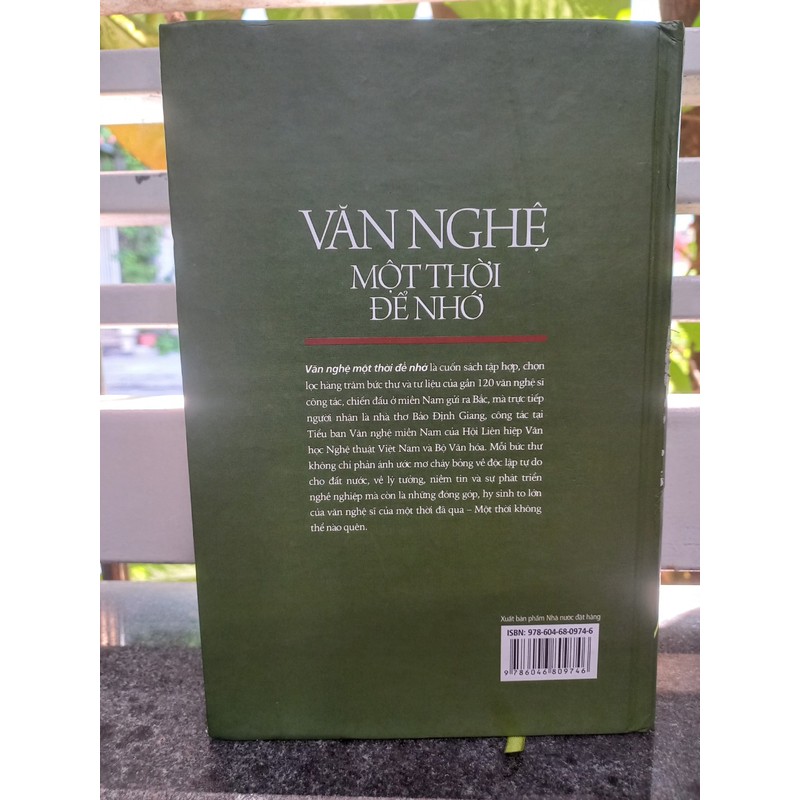 VĂN NGHỆ
MỘT THỜI
ĐỂ NHỚ
Văn nghệ một thời để nhớ là cuốn sách tập hợp, chọn
lọc hàng trăm bức thư và tư liệu của gần 120 văn nghệ sĩ
công tác, chiến đấu ở miền Nam gửi ra Bắc, mà trực tiếp
người nhận là nhà thơ Bảo Định Giang, công tác tại
Tiểu ban Văn nghệ miền Nam của Hội Liên hiệp Văn
học Nghệ thuật Việt Nam và Bộ Văn hóa. Mỗi bức thư
không chỉ phản ánh ước mơ cháy bỏng về độc lập tự do
cho đất nước, về lý tưởng, niềm tin và sự phát triển
nghề nghiệp mà còn là những đóng góp, hy sinh to lớn
của văn nghệ sĩ của một thời đã qua – Một thời không
thể nào quên.
Xuất bản phẩm Nhà nước đặt hàng
ISBN: 978-604-68-0974-6
9 786046 809746